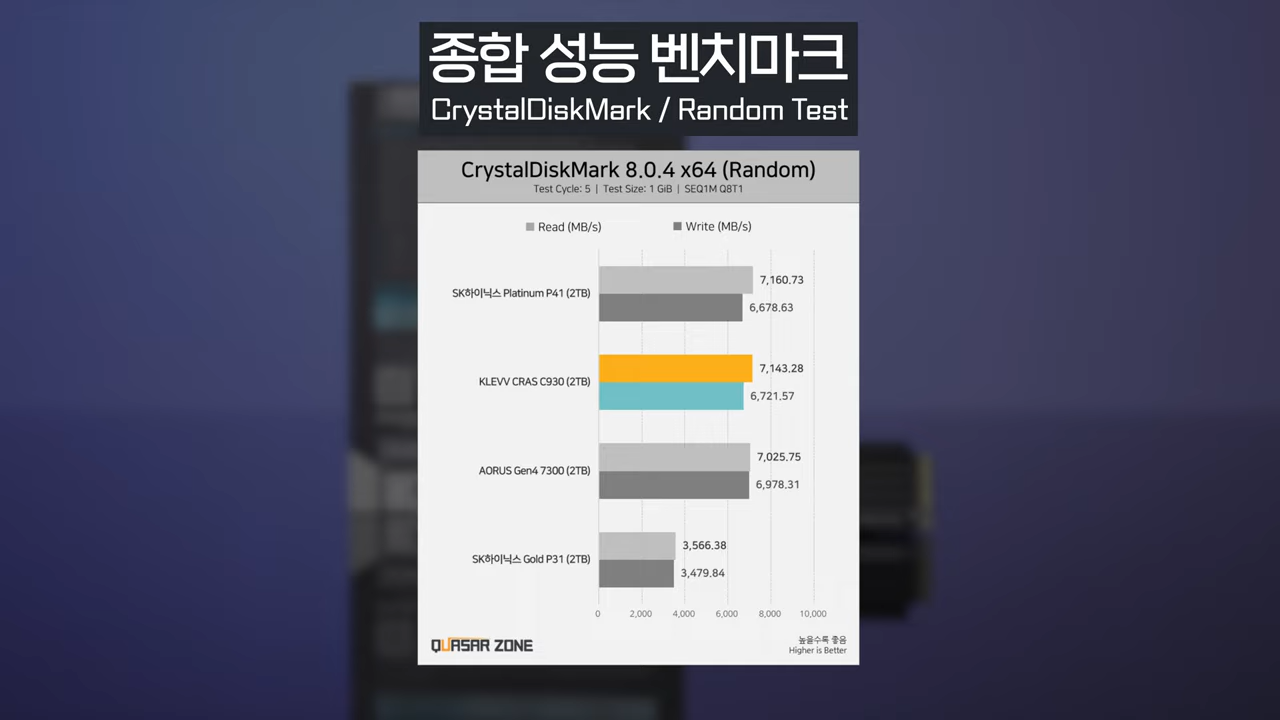 종합 성능 벤치마크
CrystalDiskMark / Random Test
CrystalDiskMark 8.0.4 x64 (Random)
Test Cycle: 5 | Test Size: 1 GiB | SEQ1M Q8T1
Read (MB/s) Write (MB/s)
SK하이닉스 Platinum P41 (2TB)
7,160.73
6,678.63
KLEVV CRAS C930 (2TB)
7,143.28
6,721.57
AORUS Gen4 7300 (2TB)
7,025.75
6,978.31
SK하이닉스 Gold P31 (2TB)
3,566.38
3,479.84
0 2,000 4,000 6,000 8,000 10,000
QUASAR ZONE
높을수록 좋음
Higher is Better